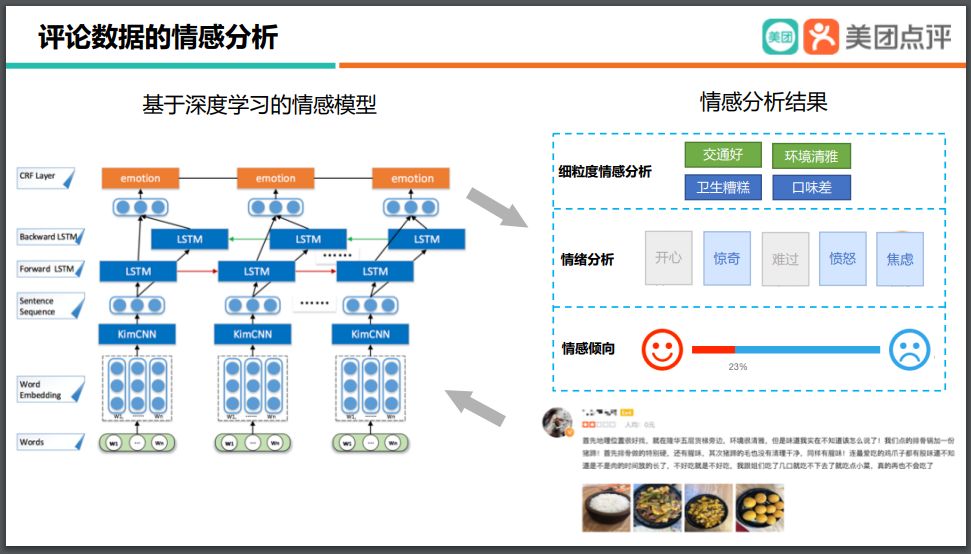 评论数据的情感分析
美团
美团点评
基于深度学习的情感模型
情感分析结果
CRF Layer
emotion emotion emotion
Backward LSTM
LSTM LSTM LSTM
······
Forward LSTM
LSTM LSTM LSTM
Sentence
Sequence
······
KimCNN KimCNN KimCNN
Word
Embedding
W1, ...... Wn W1, ...... Wn W1, ...... Wn
Words
W1 ... Wn W1 ... Wn W1 ... Wn
细粒度情感分析
交通好 环境清雅
卫生糟糕 口味差
情绪分析
开心 惊奇 难过 愤怒 焦虑
情感倾向
23%
人均：0元
首先地理位置很好找，就在隆华五层货梯旁边，环境很清雅，但是味道我实在不知道该怎么说了！我们点的排骨锅加一份
猪蹄！首先排骨做的特别硬，还有腥味，其次猪蹄的毛也没有清理干净，同样有腥味！连最爱吃的鸡爪子都有股味道不知
道是不是肉的时间放的长了，不好吃就是不好吃，我跟姐们吃了几口就吃不下去了就吃点小菜，真的再也不会吃了